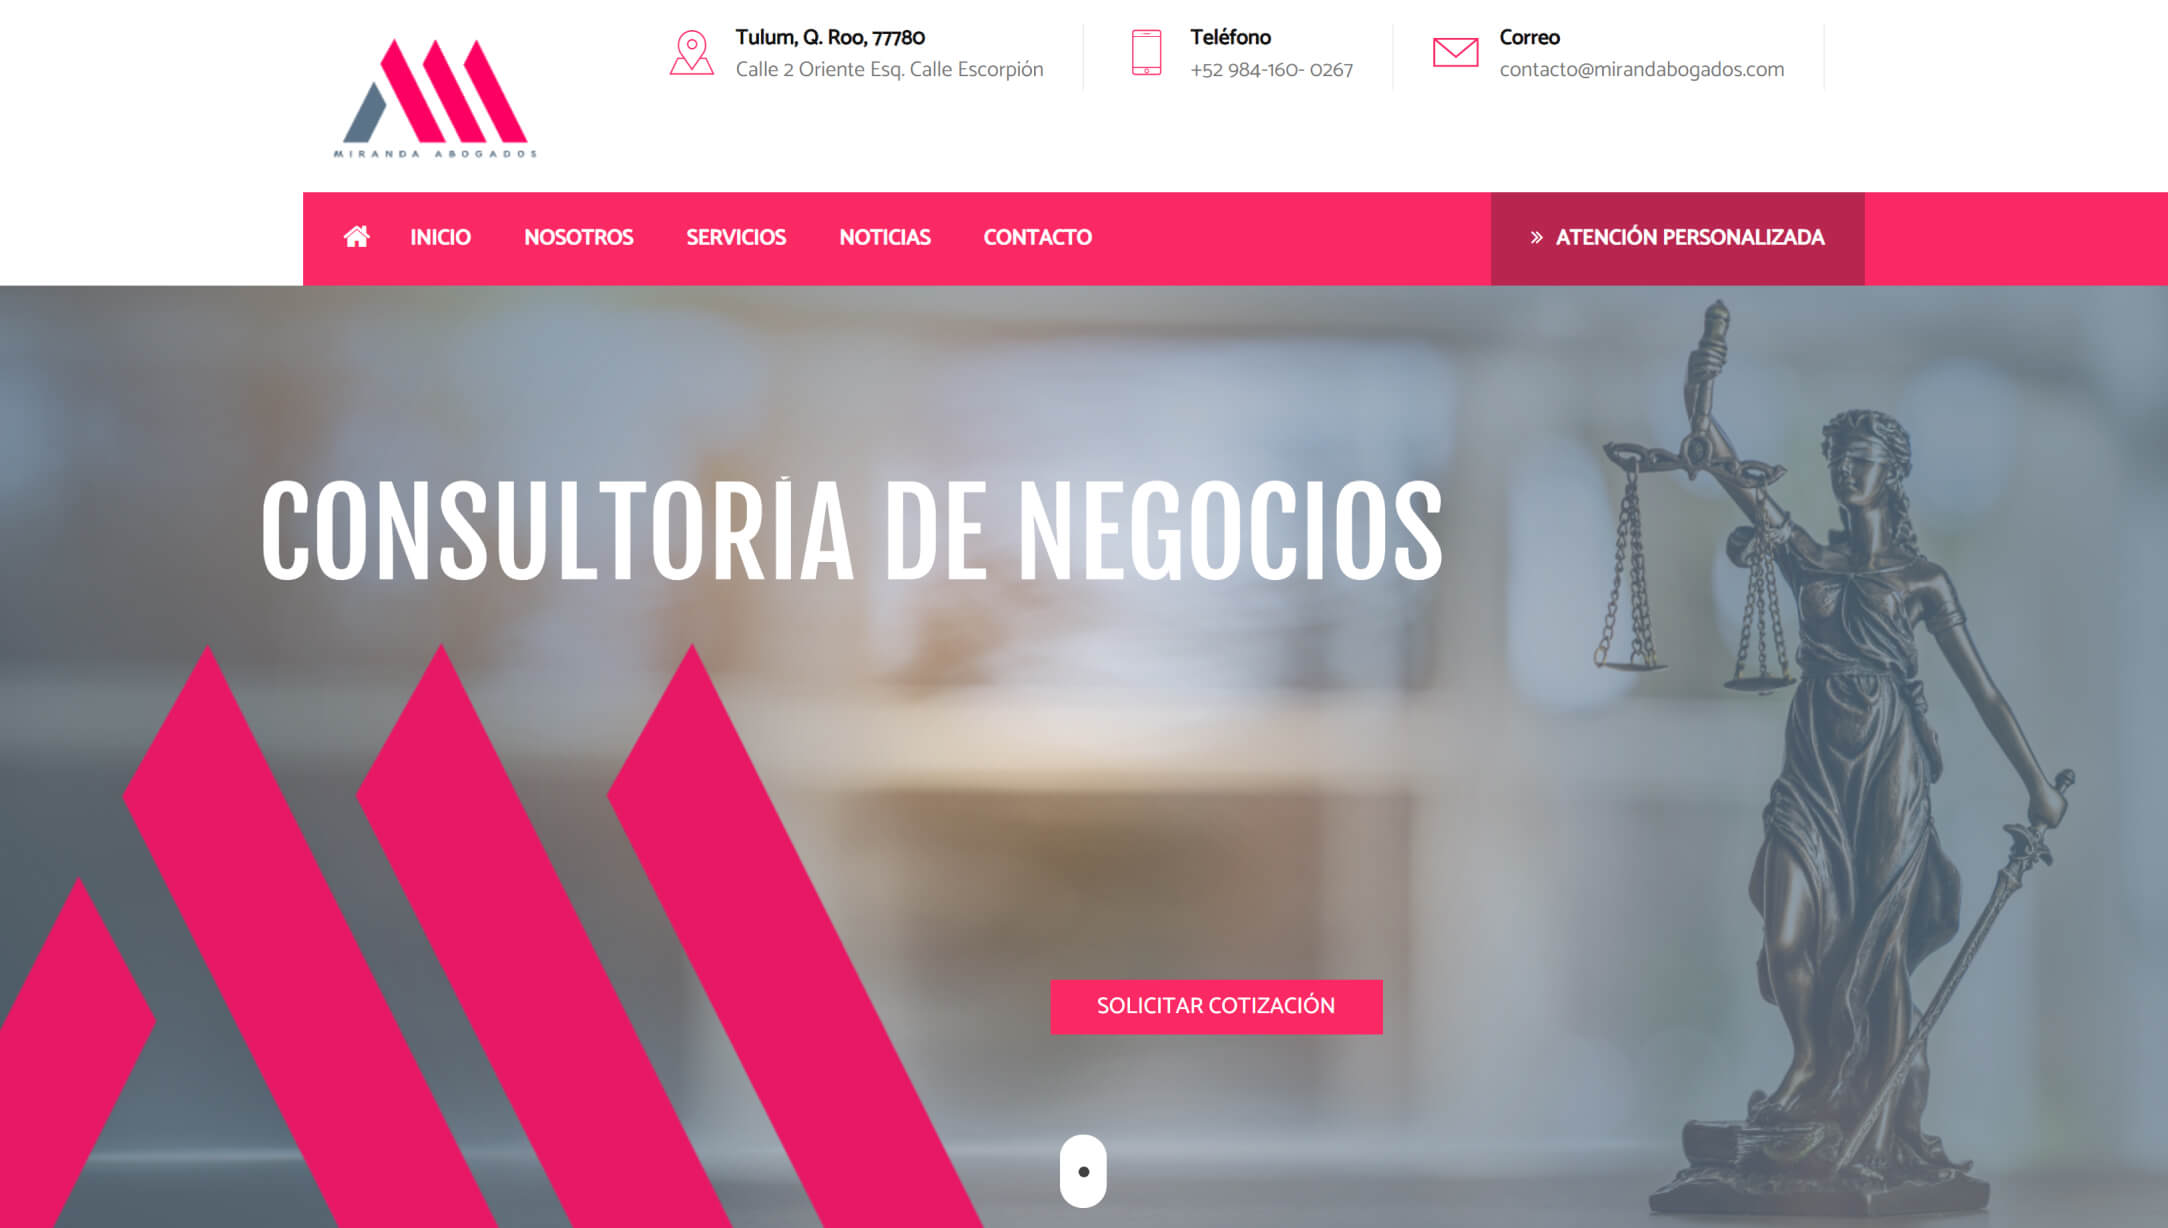 MIRANDA ABOGADOS
Tulum, Q. Roo, 77780
Calle 2 Oriente Esq. Calle Escorpión
Teléfono
+52 984-160- 0267
Correo
contacto@mirandabogados.com
INICIO NOSOTROS SERVICIOS NOTICIAS CONTACTO » ATENCIÓN PERSONALIZADA
CONSULTORÍA DE NEGOCIOS
SOLICITAR COTIZACIÓN